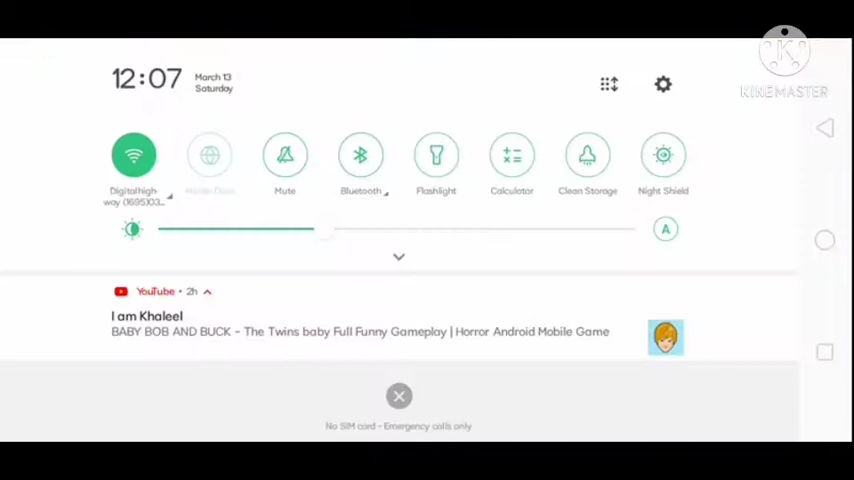 12:07
March 13
Saturday
KINEMASTER
Digitalhigh-
way (1695)03...
Mobile Data
Mute
Bluetooth
Flashlight
Calculator
Clean Storage
Night Shield
A
YouTube • 2h
I am Khaleel
BABY BOB AND BUCK - The Twins baby Full Funny Gameplay | Horror Android Mobile Game
No SIM card - Emergency calls only